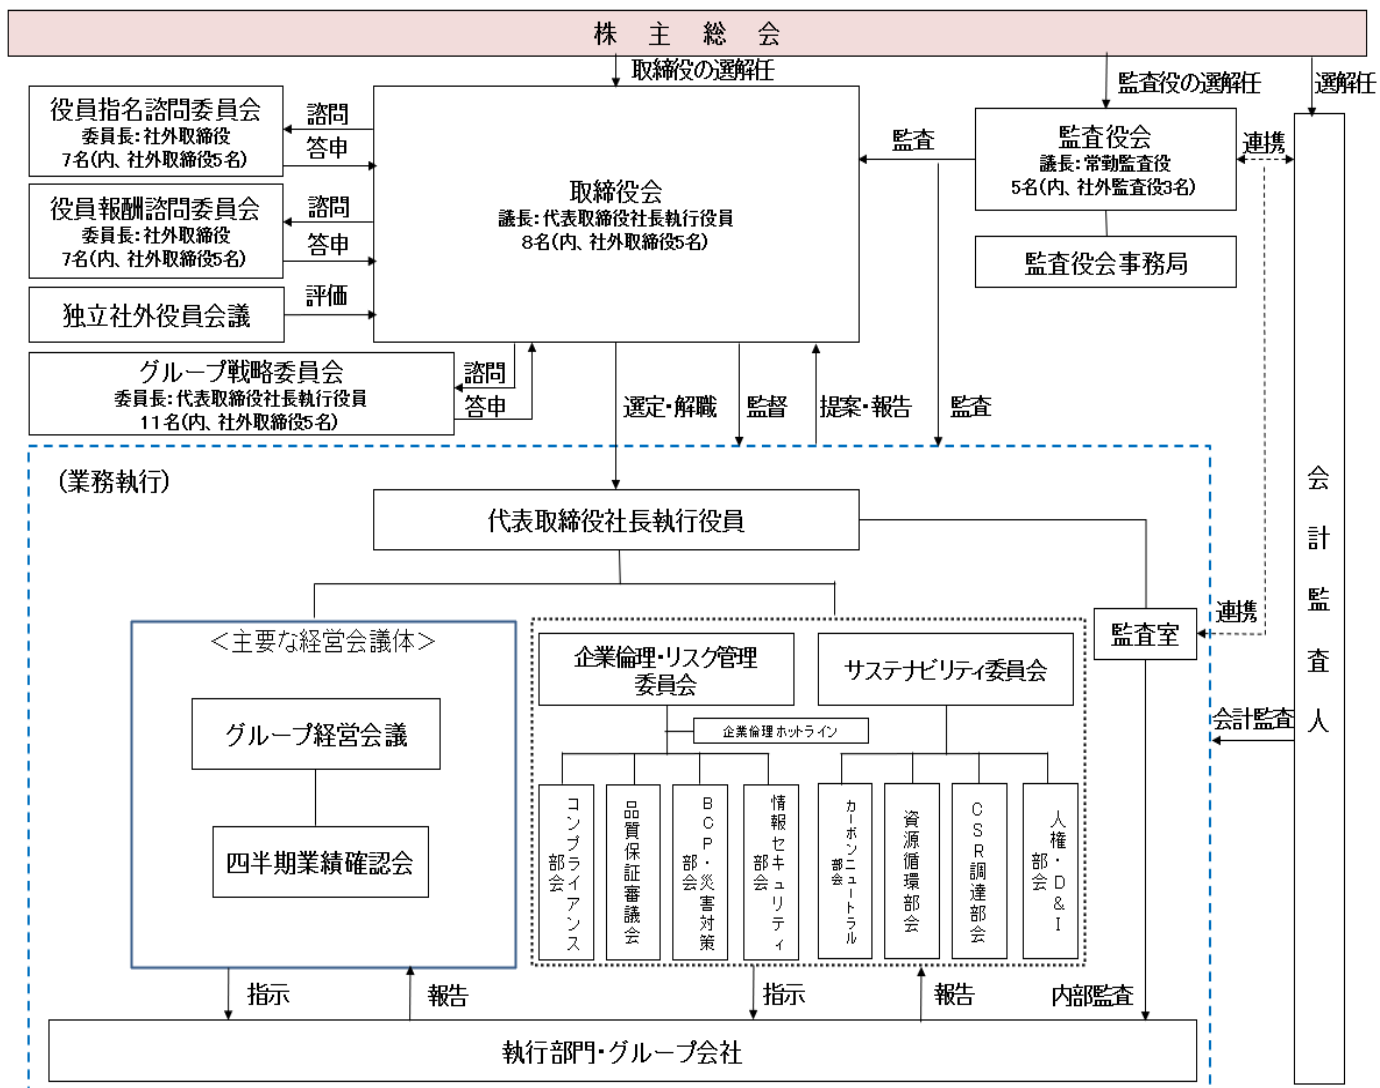 株主総会
取締役の選解任
監査役の選解任
選解任
役員指名諮問委員会
委員長：社外取締役
7名(内、社外取締役5名)
諮問
答申
役員報酬諮問委員会
委員長：社外取締役
7名(内、社外取締役5名)
諮問
答申
独立社外役員会議
評価
グループ戦略委員会
委員長：代表取締役社長執行役員
11名(内、社外取締役5名)
諮問
答申
取締役会
議長：代表取締役社長執行役員
8名(内、社外取締役5名)
監査
監査役会
議長：常勤監査役
5名(内、社外監査役3名)
連携
監査役会事務局
選定・解職
監督
提案・報告
監査
会計監査人
(業務執行)
代表取締役社長執行役員
連携
監査室
会計監査
＜主要な経営会議体＞
グループ経営会議
四半期業績確認会
企業倫理・リスク管理
委員会
サステナビリティ委員会
企業倫理ホットライン
コンプライアンス
部会
品質保証審議会
BCP・災害対策
部会
情報セキュリティ
部会
カーボンニュートラル
部会
資源循環部会
CSR調達部会
人権・D&I
部会
指示
報告
指示
報告
内部監査
執行部門・グループ会社